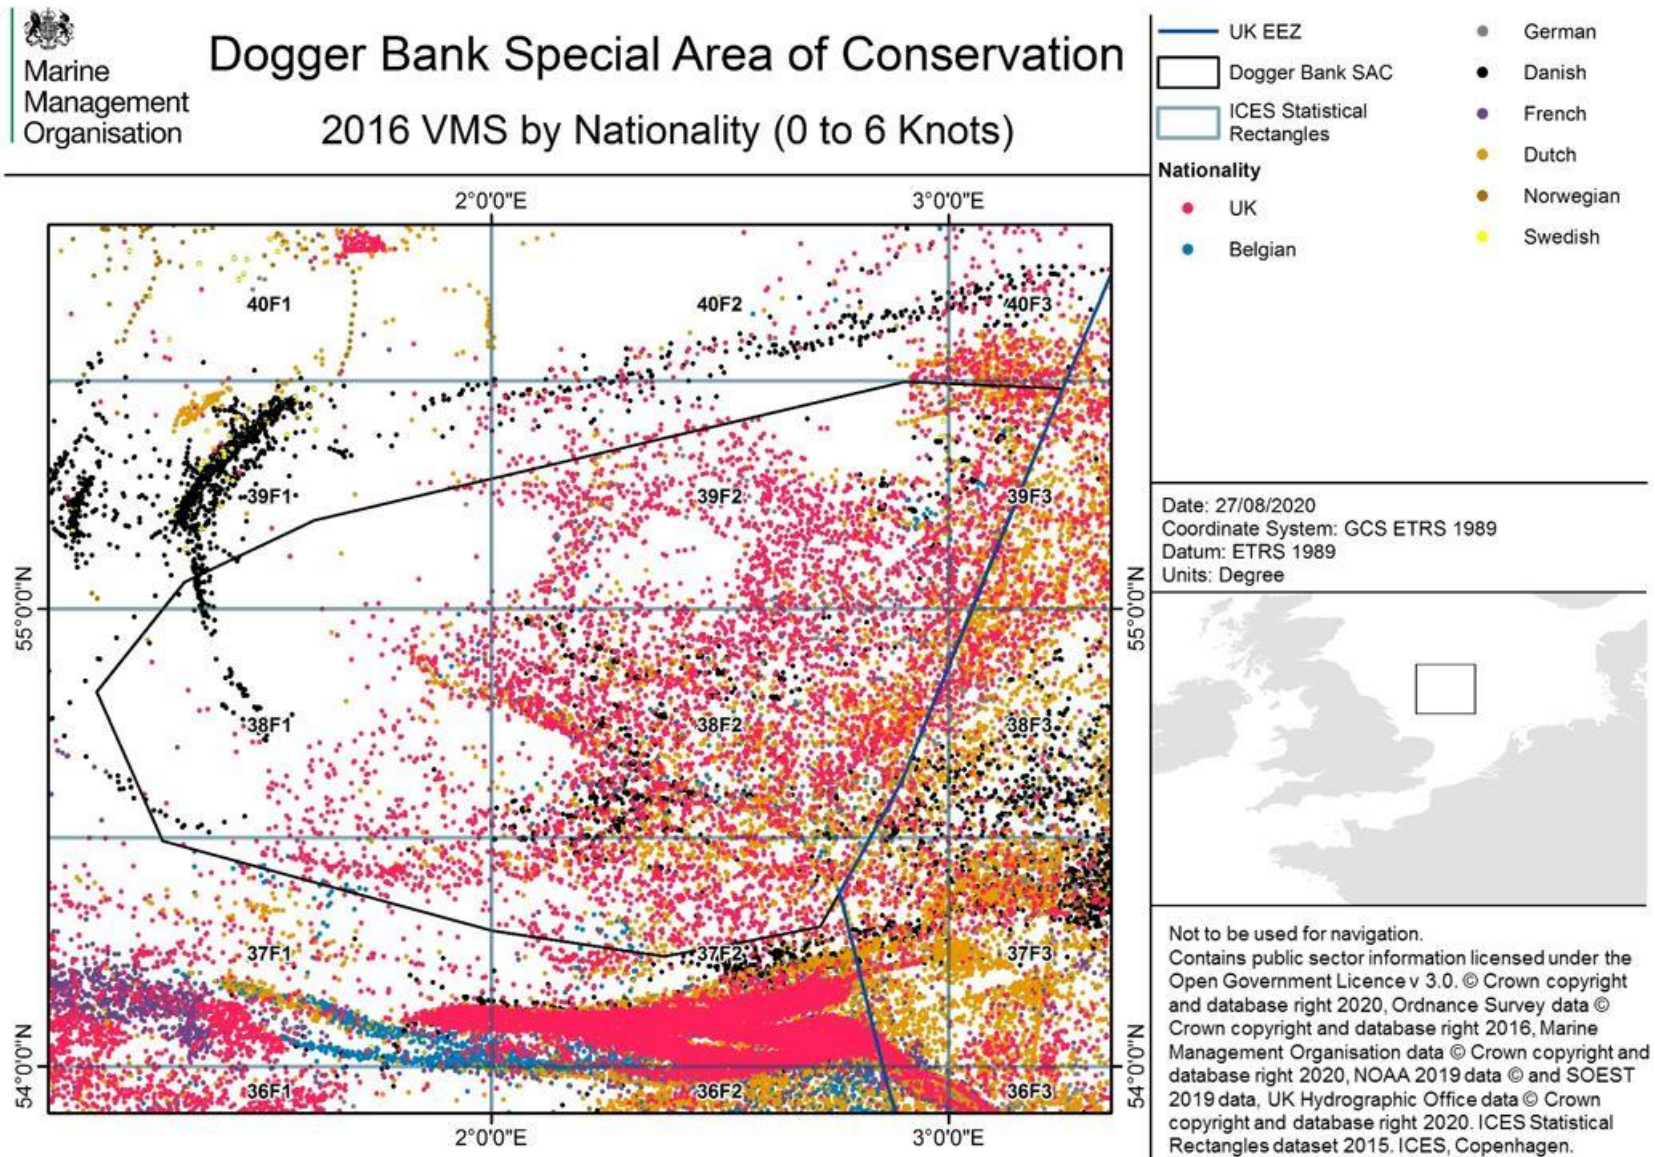 Marine
Management
Organisation
Dogger Bank Special Area of Conservation
2016 VMS by Nationality (0 to 6 Knots)
UK EEZ
Dogger Bank SAC
ICES Statistical
Rectangles
Nationality
UK
Belgian
German
Danish
French
Dutch
Norwegian
Swedish
2°0'0"E 3°0'0"E
40F1 40F2 40F3
39F1 39F2 39F3
55°0'0"N 55°0'0"N
38F1 38F2 38F3
37F1 37F2 37F3
54°0'0"N 54°0'0"N
36F1 36F2 36F3
2°0'0"E 3°0'0"E
Date: 27/08/2020
Coordinate System: GCS ETRS 1989
Datum: ETRS 1989
Units: Degree
Not to be used for navigation.
Contains public sector information licensed under the
Open Government Licence v 3.0. © Crown copyright
and database right 2020, Ordnance Survey data ©
Crown copyright and database right 2016, Marine
Management Organisation data © Crown copyright and
database right 2020, NOAA 2019 data © and SOEST
2019 data, UK Hydrographic Office data © Crown
copyright and database right 2020. ICES Statistical
Rectangles dataset 2015. ICES, Copenhagen.